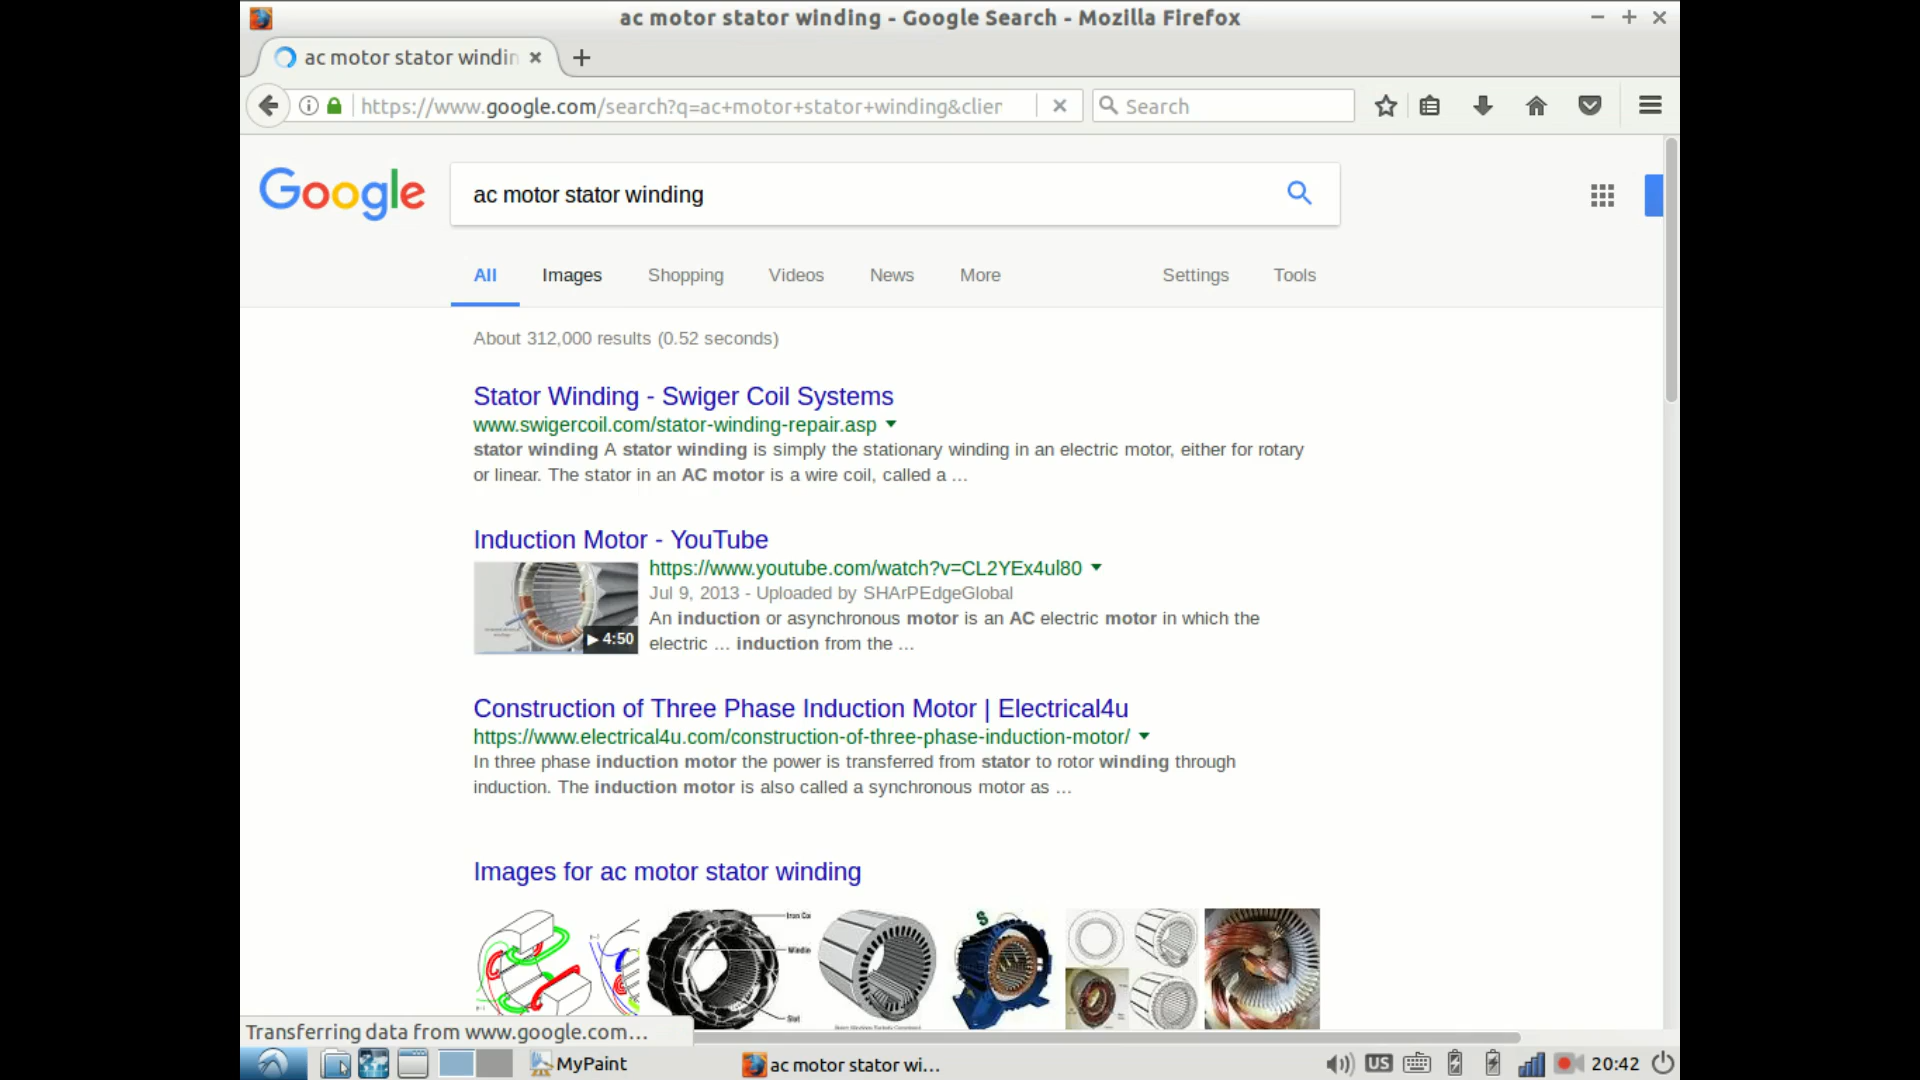 ac motor stator winding - Google Search - Mozilla Firefox
ac motor stator windin
https://www.google.com/search?q=ac+motor+stator+winding&clier
Search
Google
ac motor stator winding
All Images Shopping Videos News More Settings Tools
About 312,000 results (0.52 seconds)
Stator Winding - Swiger Coil Systems
www.swigercoil.com/stator-winding-repair.asp
stator winding A stator winding is simply the stationary winding in an electric motor, either for rotary
or linear. The stator in an AC motor is a wire coil, called a ...
Induction Motor - YouTube
https://www.youtube.com/watch?v=CL2YEx4ul80
Jul 9, 2013 - Uploaded by SHArPEdgeGlobal
An induction or asynchronous motor is an AC electric motor in which the
electric ... induction from the ...
4:50
Construction of Three Phase Induction Motor | Electrical4u
https://www.electrical4u.com/construction-of-three-phase-induction-motor/
In three phase induction motor the power is transferred from stator to rotor winding through
induction. The induction motor is also called a synchronous motor as ...
Images for ac motor stator winding
Iron Co
Windin
Slot
S
Transferring data from www.google.com...
MyPaint
ac motor stator wi...
US
20:42